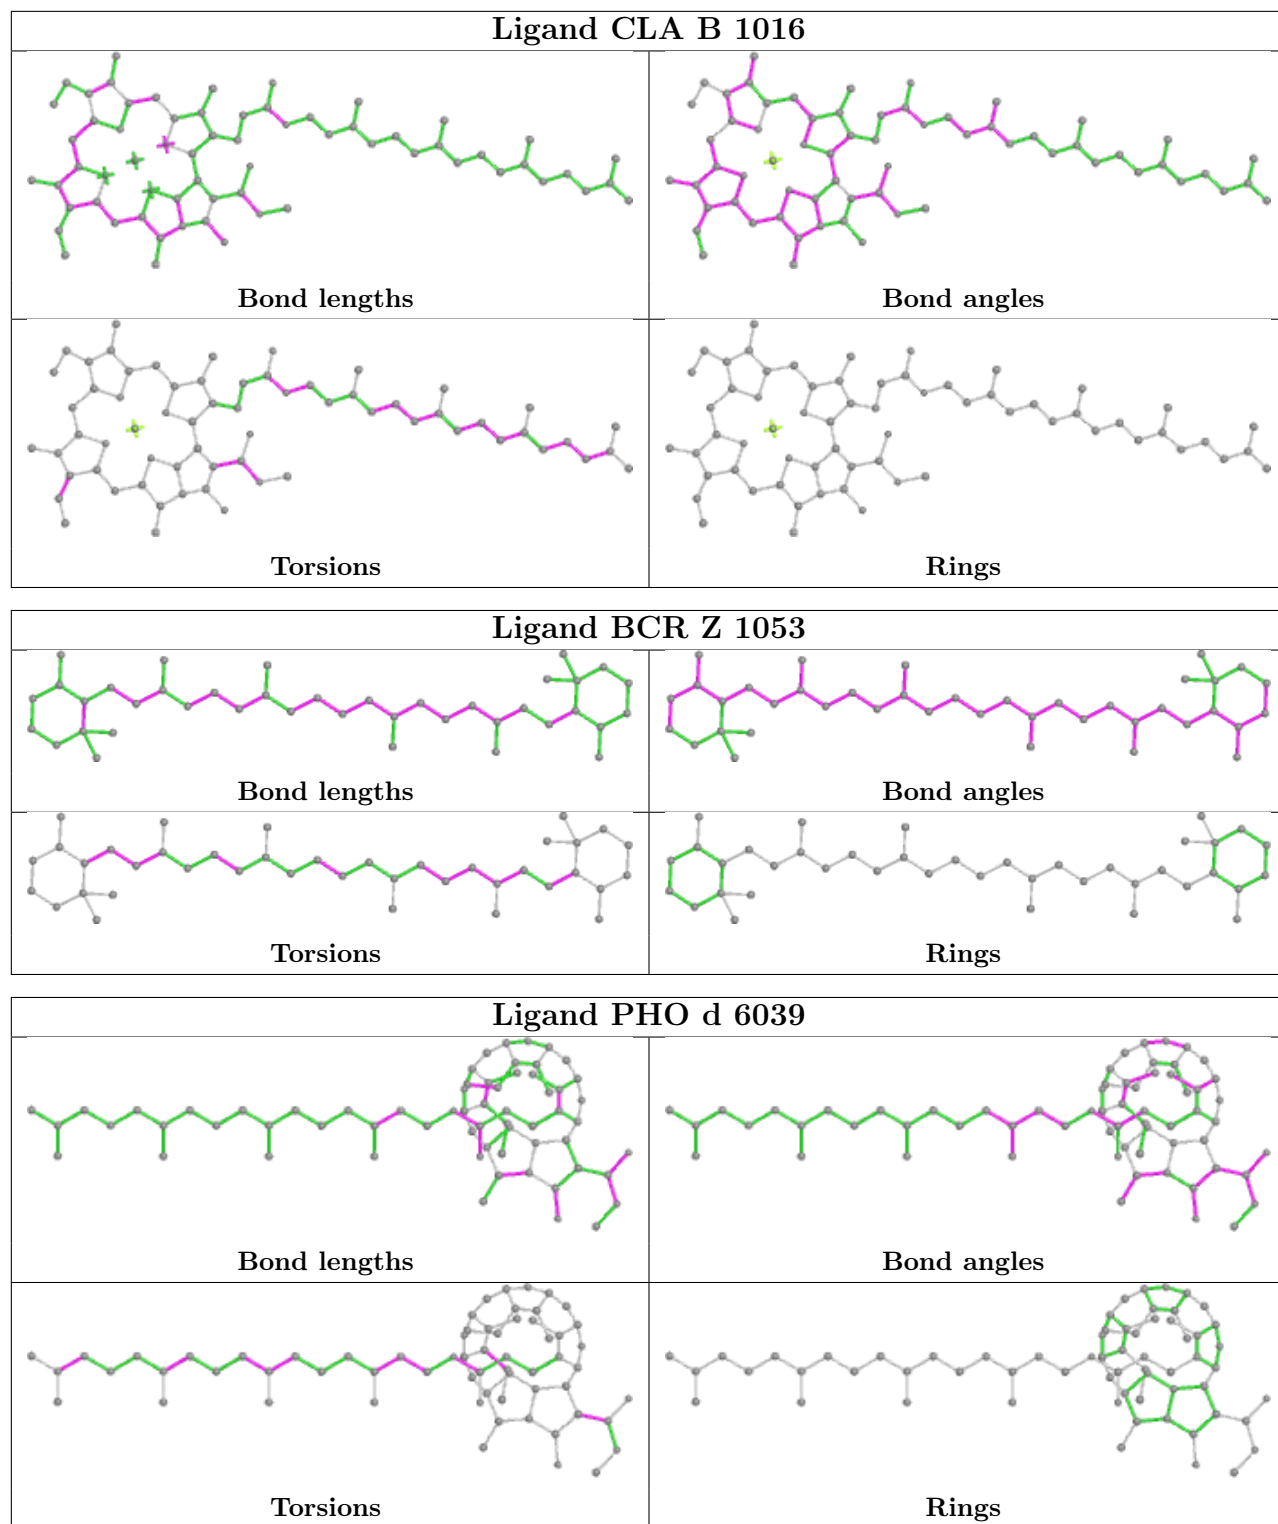 Ligand CLA B 1016
Bond lengths
Bond angles
Torsions
Rings
Ligand BCR Z 1053
Bond lengths
Bond angles
Torsions
Rings
Ligand PHO d 6039
Bond lengths
Bond angles
Torsions
Rings